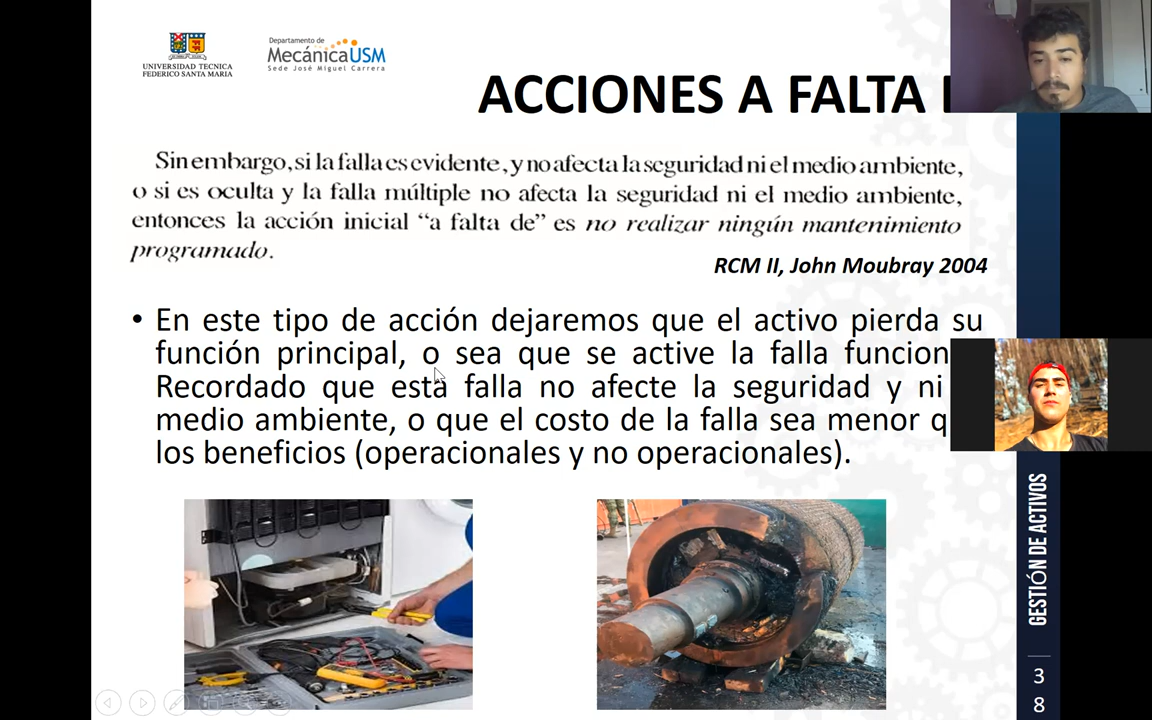 UNIVERSIDAD TECNICA
FEDERICO SANTA MARIA
Departamento de
MecánicaUSM
Sede José Miguel Carrera
ACCIONES A FALTA
Sin embargo, si la falla es evidente, y no afecta la seguridad ni el medio ambiente,
o si es oculta y la falla múltiple no afecta la seguridad ni el medio ambiente,
entonces la acción inicial “a falta de” es no realizar ningún mantenimiento
programado.
RCM II, John Moubray 2004
• En este tipo de acción dejaremos que el activo pierda su
función principal, o sea que se active la falla funcion
Recordado que esta falla no afecte la seguridad y ni
medio ambiente, o que el costo de la falla sea menor q
los beneficios (operacionales y no operacionales).
GESTIÓN DE ACTIVOS
3
8